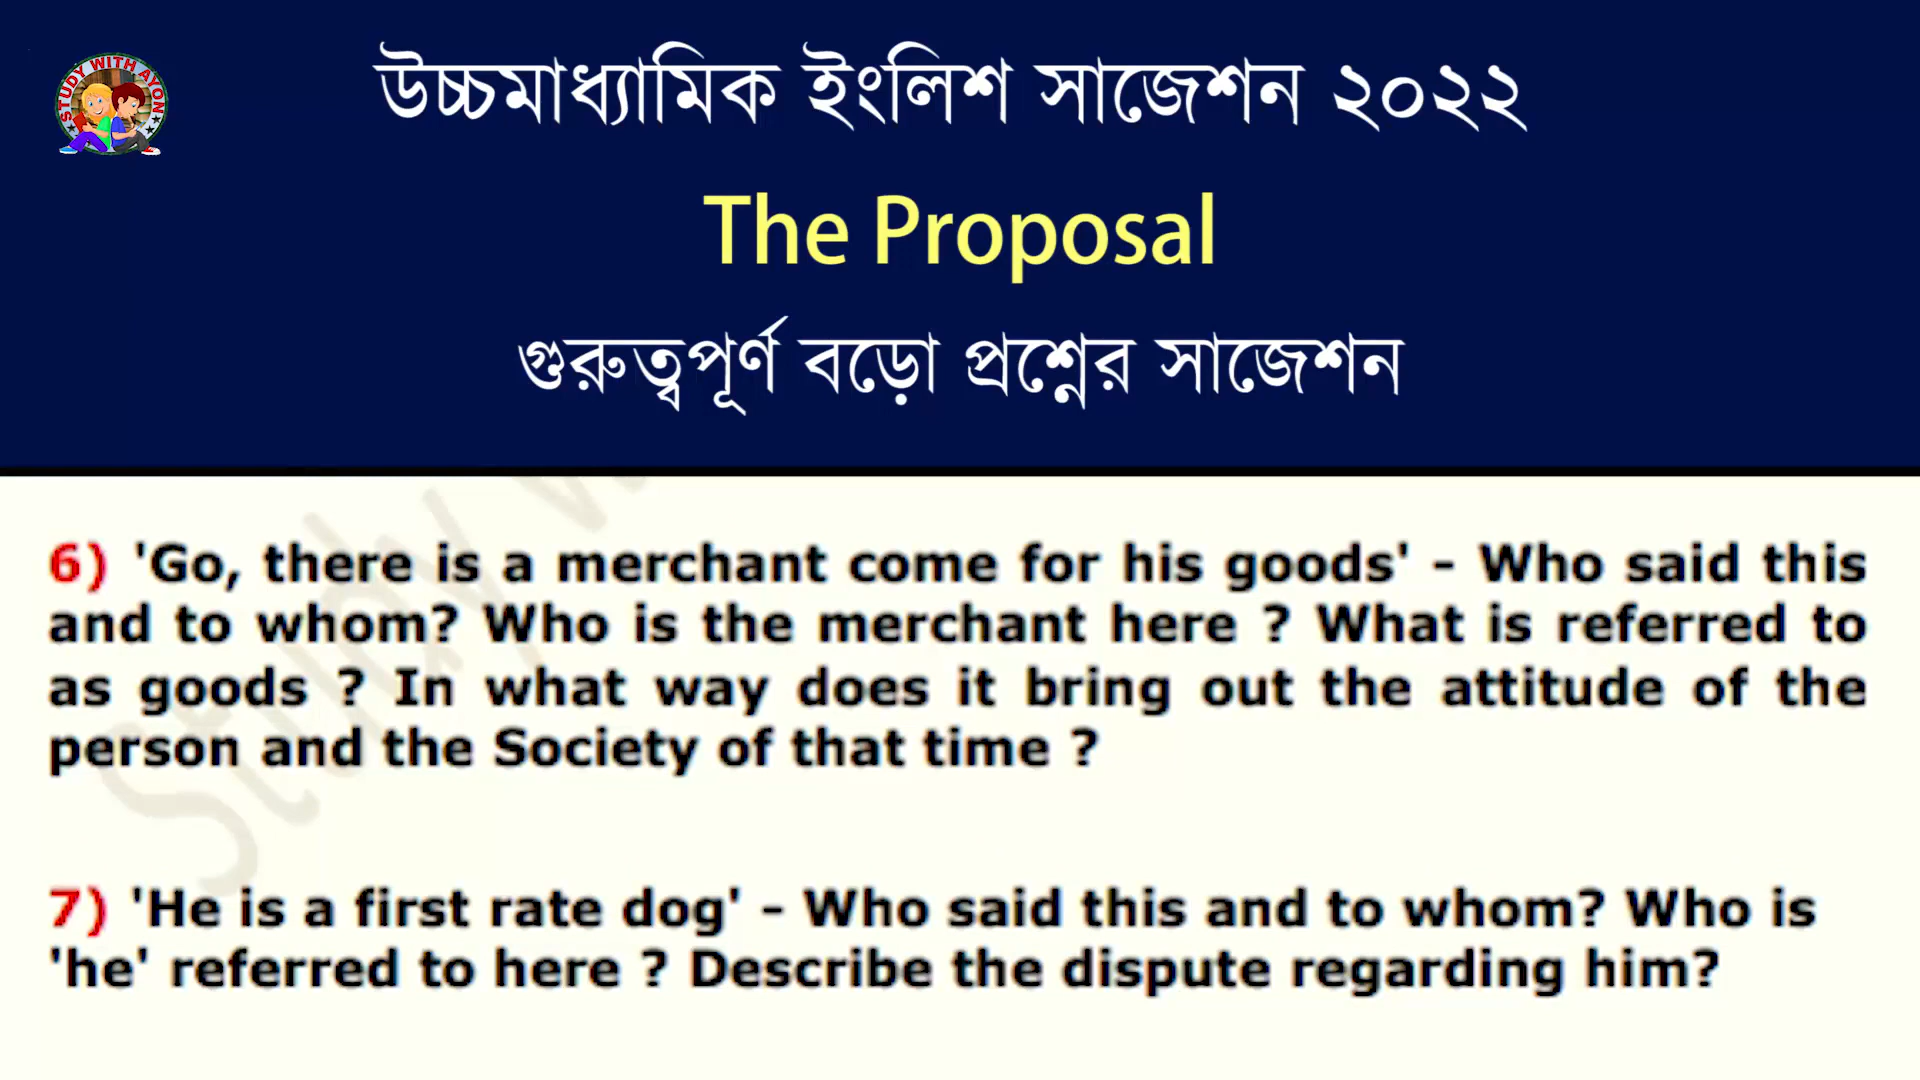 STUDY WITH AYON
উচ্চমাধ্যামিক ইংলিশ সাজেশন ২০২২
The Proposal
গুরুত্বপূর্ণ বড়ো প্রশ্নের সাজেশন
Study w
6) 'Go, there is a merchant come for his goods' - Who said this
and to whom? Who is the merchant here ? What is referred to
as goods ? In what way does it bring out the attitude of the
person and the Society of that time ?
7) 'He is a first rate dog' - Who said this and to whom? Who is
'he' referred to here ? Describe the dispute regarding him?